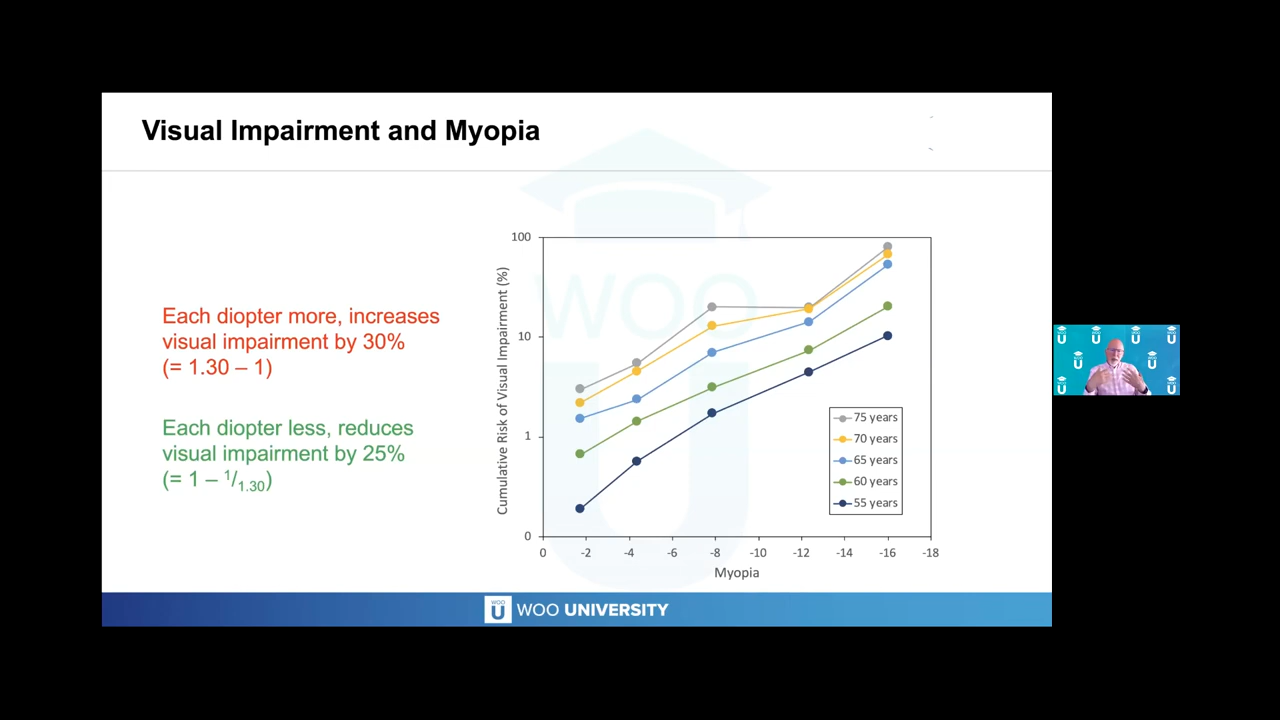 Visual Impairment and Myopia
Each diopter more, increases
visual impairment by 30%
(= 1.30 – 1)
Each diopter less, reduces
visual impairment by 25%
(= 1 – 1/1.30)
Cumulative Risk of Visual Impairment (%)
100
10
1
0
0 -2 -4 -6 -8 -10 -12 -14 -16 -18
Myopia
75 years
70 years
65 years
60 years
55 years
WOO
U
WOO
U
WOO UNIVERSITY